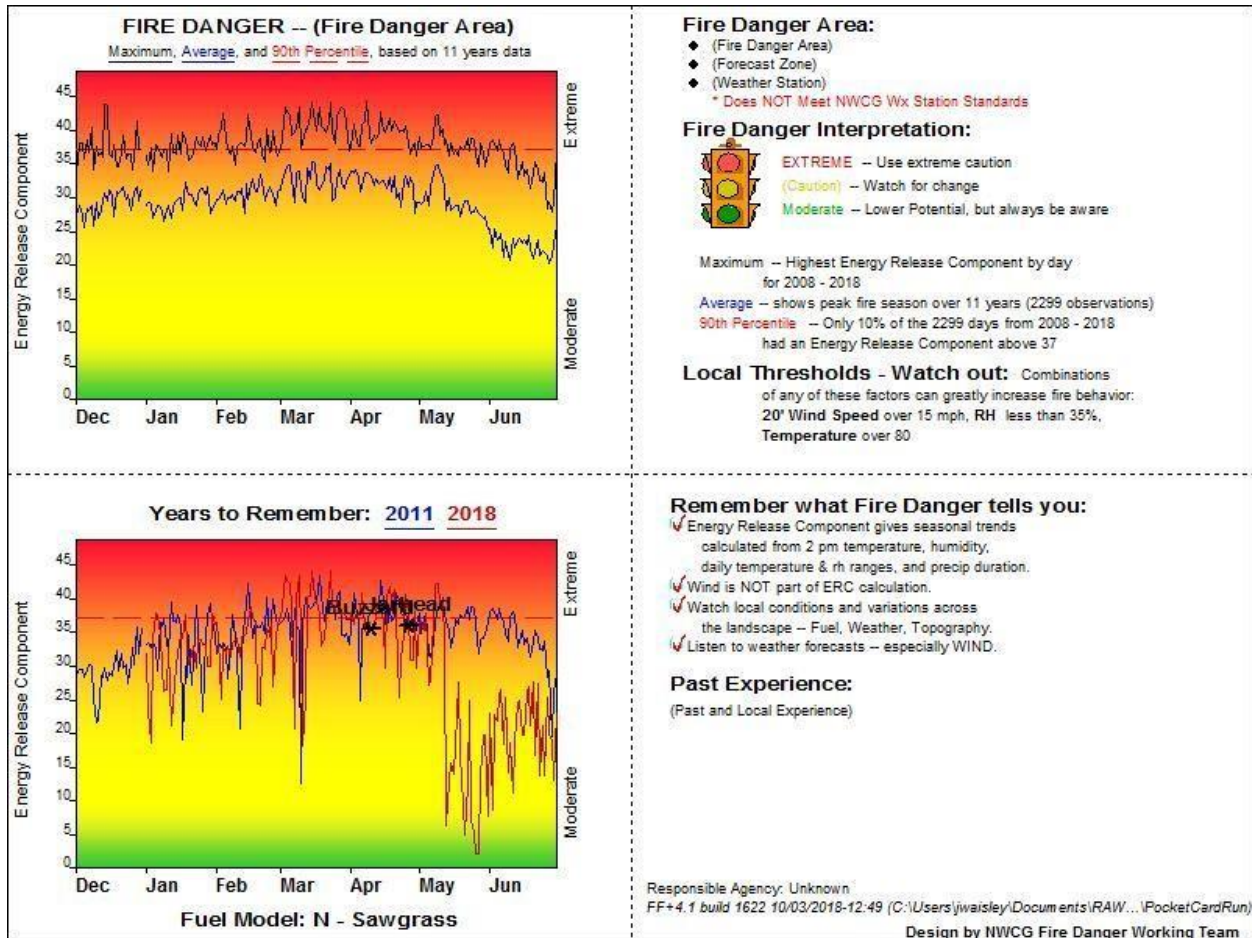 FIRE DANGER -- (Fire Danger Area)
Maximum, Average, and 90th Percentile, based on 11 years data
Energy Release Component
45
40
35
30
25
20
15
10
5
0
Extreme
Moderate
Dec Jan Feb Mar Apr May Jun
Fire Danger Area:
(Fire Danger Area)
(Forecast Zone)
(Weather Station)
* Does NOT Meet NWCG Wx Station Standards
Fire Danger Interpretation:
EXTREME -- Use extreme caution
(Caution) -- Watch for change
Moderate -- Lower Potential, but always be aware
Maximum -- Highest Energy Release Component by day
for 2008 - 2018
Average -- shows peak fire season over 11 years (2299 observations)
90th Percentile -- Only 10% of the 2299 days from 2008 - 2018
had an Energy Release Component above 37
Local Thresholds - Watch out: Combinations
of any of these factors can greatly increase fire behavior:
20' Wind Speed over 15 mph, RH less than 35%,
Temperature over 80
Years to Remember: 2011 2018
Energy Release Component
45
40
35
30
25
20
15
10
5
0
Extreme
Moderate
Dec Jan Feb Mar Apr May Jun
Fuel Model: N - Sawgrass
Remember what Fire Danger tells you:
Energy Release Component gives seasonal trends
calculated from 2 pm temperature, humidity,
daily temperature & rh ranges, and precip duration.
Wind is NOT part of ERC calculation.
Watch local conditions and variations across
the landscape -- Fuel, Weather, Topography.
Listen to weather forecasts -- especially WIND.
Past Experience:
(Past and Local Experience)
Responsible Agency: Unknown
FF+4.1 build 1622 10/03/2018-12:49 (C:\Users\jwaisley\Documents\RAW...\PocketCardRun)
Design by NWCG Fire Danger Working Team